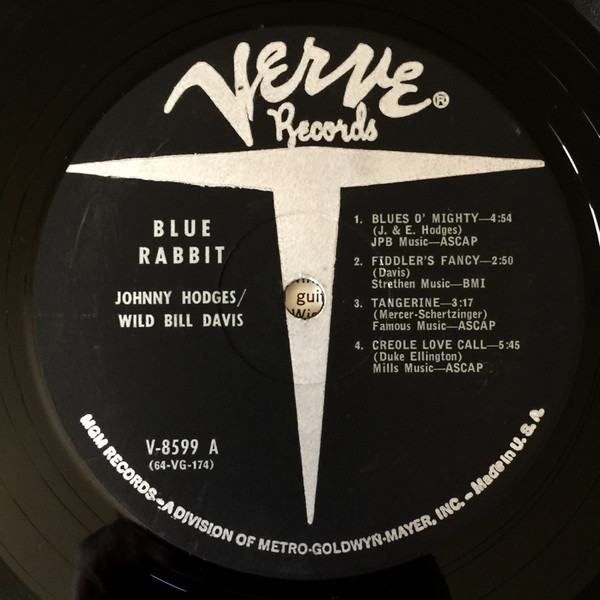 Verve ®
Records
BLUE
RABBIT
JOHNNY HODGES/
WILD BILL DAVIS
1. BLUES O' MIGHTY—4:54
(J. & E. Hodges)
JPB Music—ASCAP
2. FIDDLER'S FANCY—2:50
(Davis)
Strethen Music—BMI
3. TANGERINE—3:17
(Mercer-Schertzinger)
Famous Music—ASCAP
4. CREOLE LOVE CALL—5:45
(Duke Ellington)
Mills Music—ASCAP
V-8599 A
(64-VG-174)
MGM RECORDS—A DIVISION OF METRO-GOLDWYN-MAYER, INC. – Made in U.S.A.